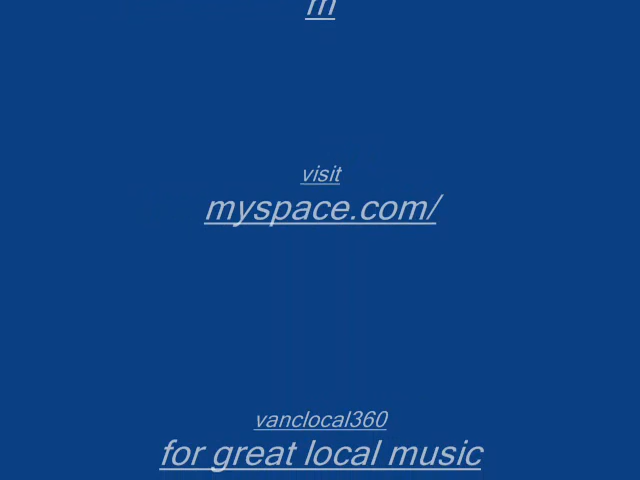 m
visit
myspace.com/
vanclocal360
for great local music